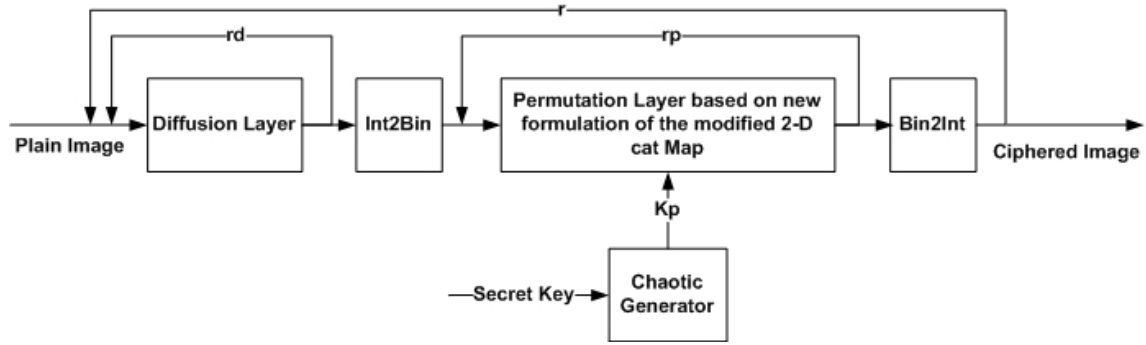 r
rd
rp
Diffusion Layer
Int2Bin
Permutation Layer based on new
formulation of the modified 2-D
cat Map
Bin2Int
Plain Image
Ciphered Image
Kp
Secret Key
Chaotic
Generator